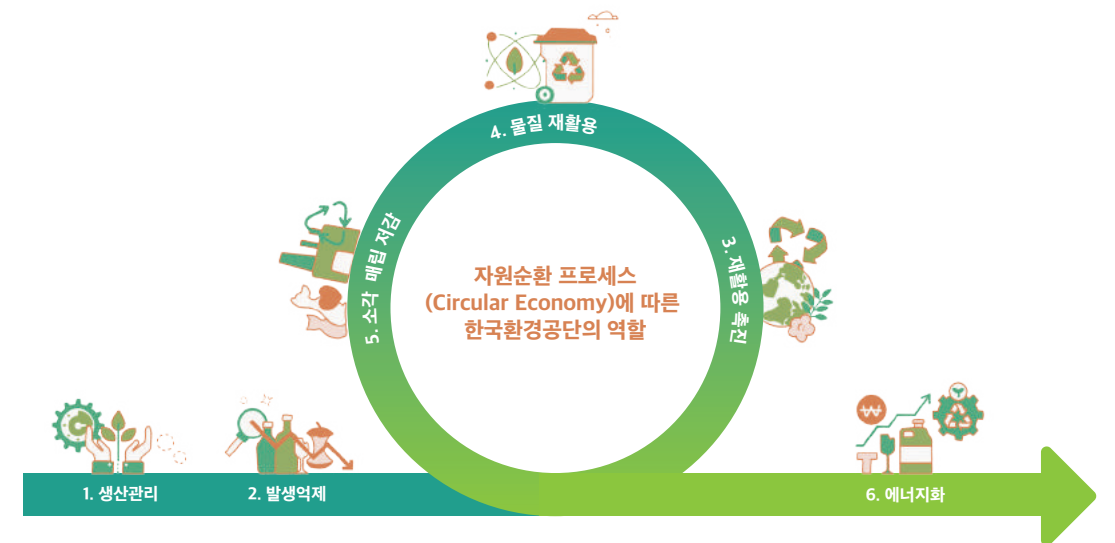 4. 물질 재활용
5. 소각 매립 저감
3. 재활용 촉진
자원순환 프로세스
(Circular Economy)에 따른
한국환경공단의 역할
1. 생산관리
2. 발생억제
6. 에너지화